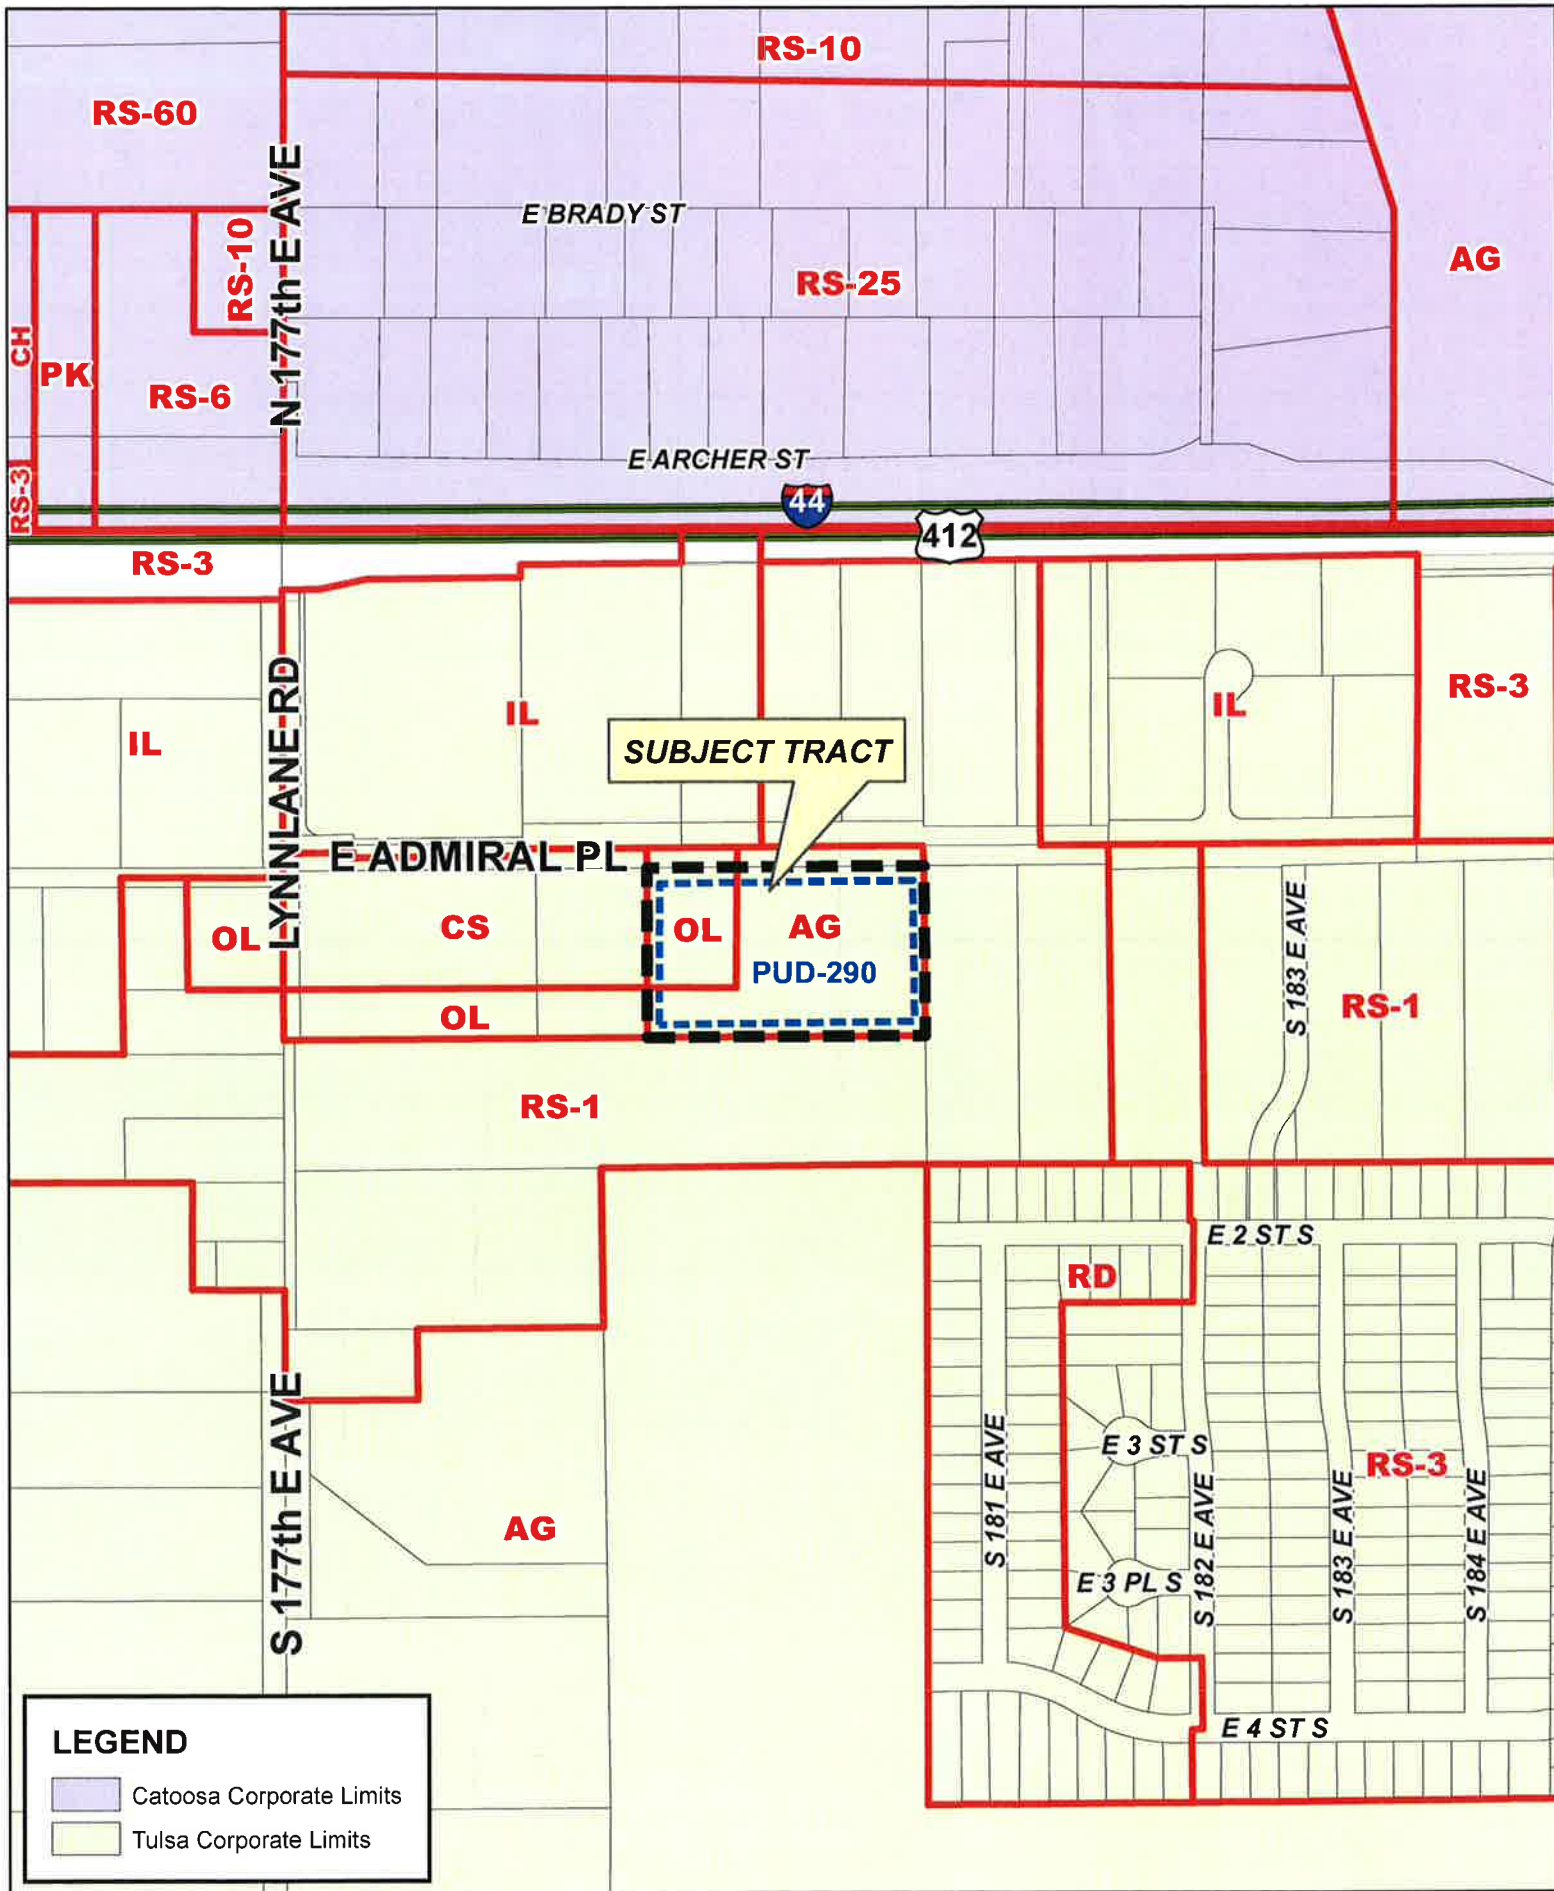 RS-10
RS-60
N 177th E AVE
E BRADY ST
RS-10
RS-25
AG
CH
PK
RS-6
E ARCHER ST
RS-3
44
412
RS-3
LYNNLANE RD
IL
IL
IL
RS-3
SUBJECT TRACT
E ADMIRAL PL
OL
CS
OL
AG
PUD-290
OL
S 183 E AVE
RS-1
RS-1
E 2 ST S
RD
S 177th E AVE
AG
S 181 E AVE
E 3 ST S
RS-3
E 3 PL S
S 182 E AVE
S 183 E AVE
S 184 E AVE
E 4 ST S
LEGEND
Catoosa Corporate Limits
Tulsa Corporate Limits